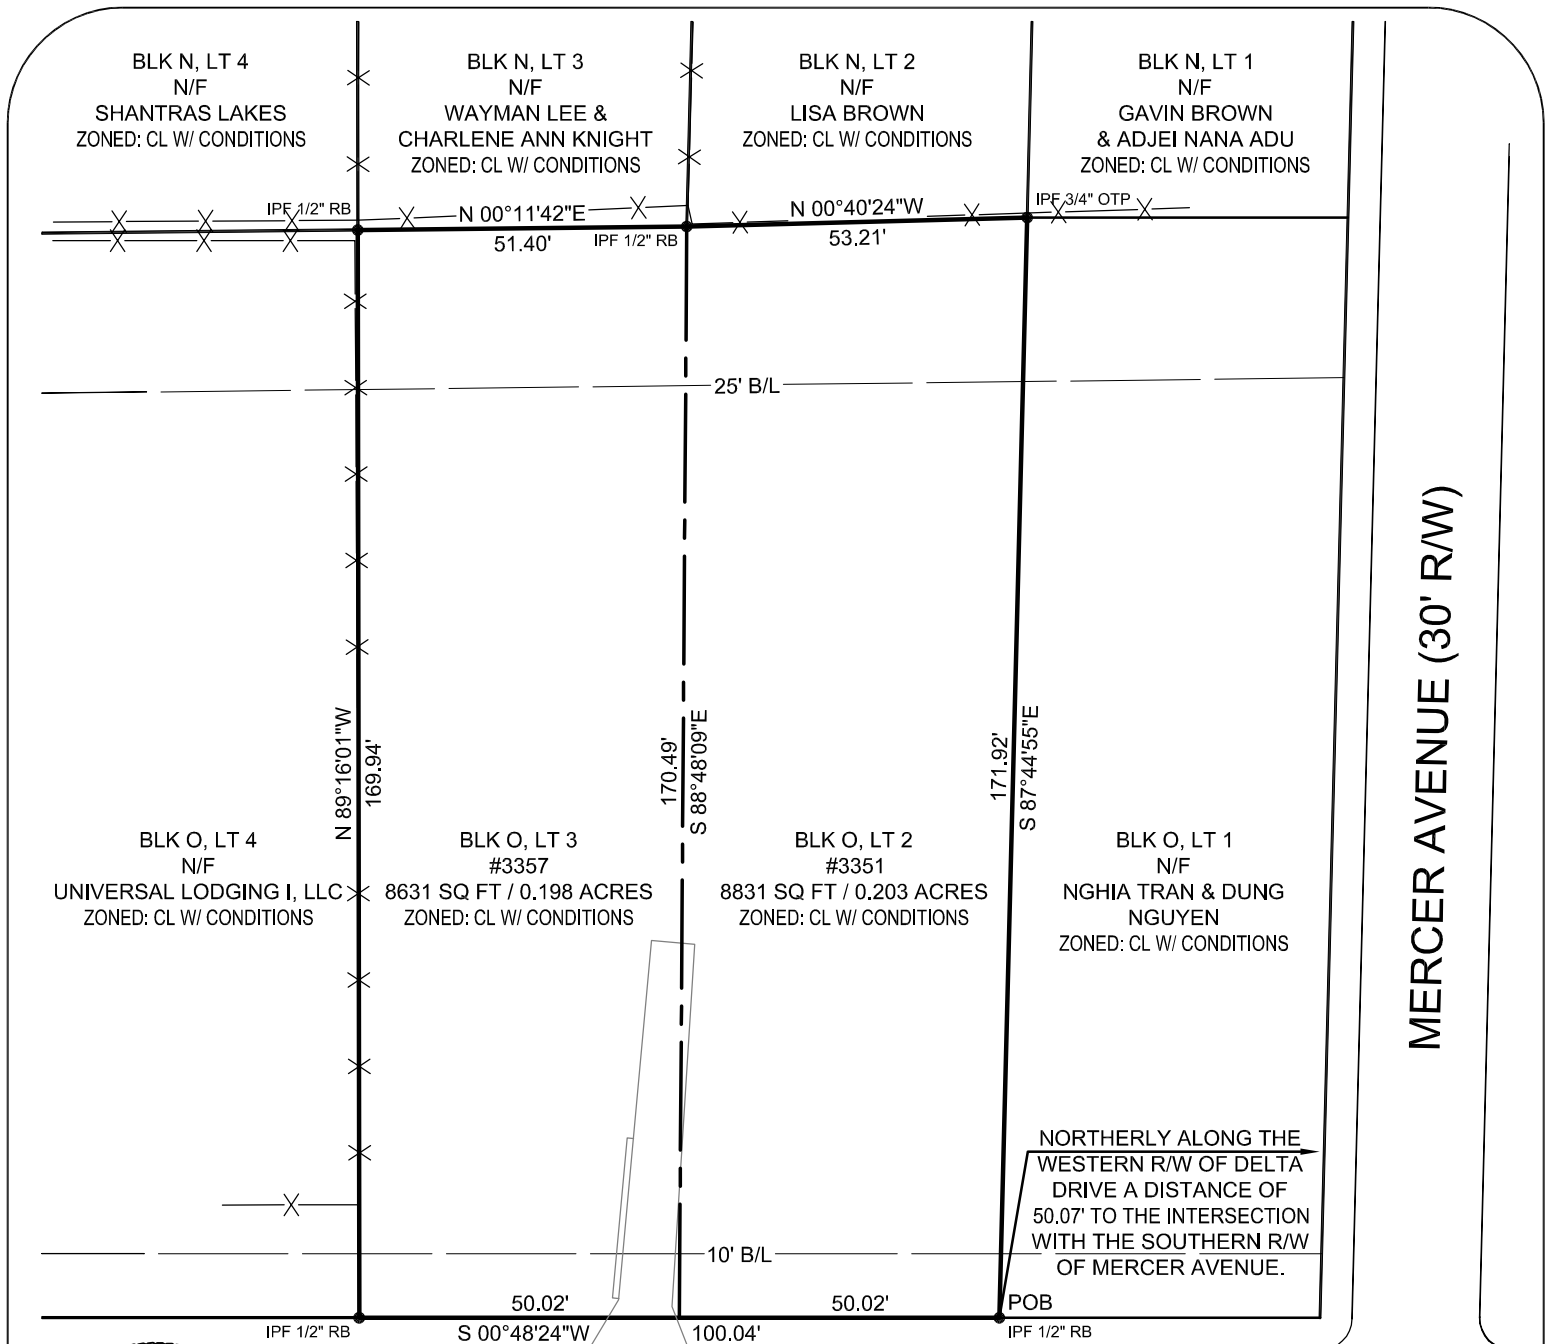 BLK N, LT 4
N/F
SHANTRAS LAKES
ZONED: CL W/ CONDITIONS
BLK N, LT 3
N/F
WAYMAN LEE &
CHARLENE ANN KNIGHT
ZONED: CL W/ CONDITIONS
BLK N, LT 2
N/F
LISA BROWN
ZONED: CL W/ CONDITIONS
BLK N, LT 1
N/F
GAVIN BROWN
& ADJEI NANA ADU
ZONED: CL W/ CONDITIONS
IPF 1/2" RB
N 00°11'42"E
51.40'
IPF 1/2" RB
N 00°40'24"W
53.21'
IPF 3/4" OTP
25' B/L
MERCER AVENUE (30' R/W)
N 89°16'01"W
169.94'
170.49'
S 88°48'09"E
171.92'
S 87°44'55"E
BLK O, LT 4
N/F
UNIVERSAL LODGING I, LLC
ZONED: CL W/ CONDITIONS
BLK O, LT 3
#3357
8631 SQ FT / 0.198 ACRES
ZONED: CL W/ CONDITIONS
BLK O, LT 2
#3351
8831 SQ FT / 0.203 ACRES
ZONED: CL W/ CONDITIONS
BLK O, LT 1
N/F
NGHIA TRAN & DUNG
NGUYEN
ZONED: CL W/ CONDITIONS
NORTHERLY ALONG THE
WESTERN R/W OF DELTA
DRIVE A DISTANCE OF
50.07' TO THE INTERSECTION
WITH THE SOUTHERN R/W
OF MERCER AVENUE.
10' B/L
50.02'
50.02'
POB
IPF 1/2" RB
S 00°48'24"W
100.04'
IPF 1/2" RB